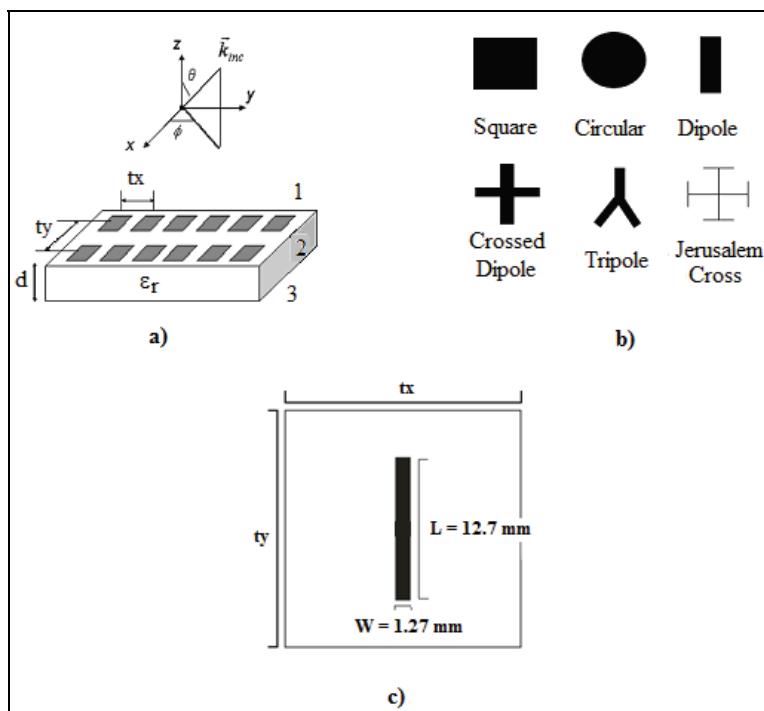 z
k⃗inc
θ
y
x
ϕ
tx
1
ty
2
d
εr
3
a)
Square
Circular
Dipole
Crossed
Dipole
Tripole
Jerusalem
Cross
b)
tx
ty
L = 12.7 mm
W = 1.27 mm
c)